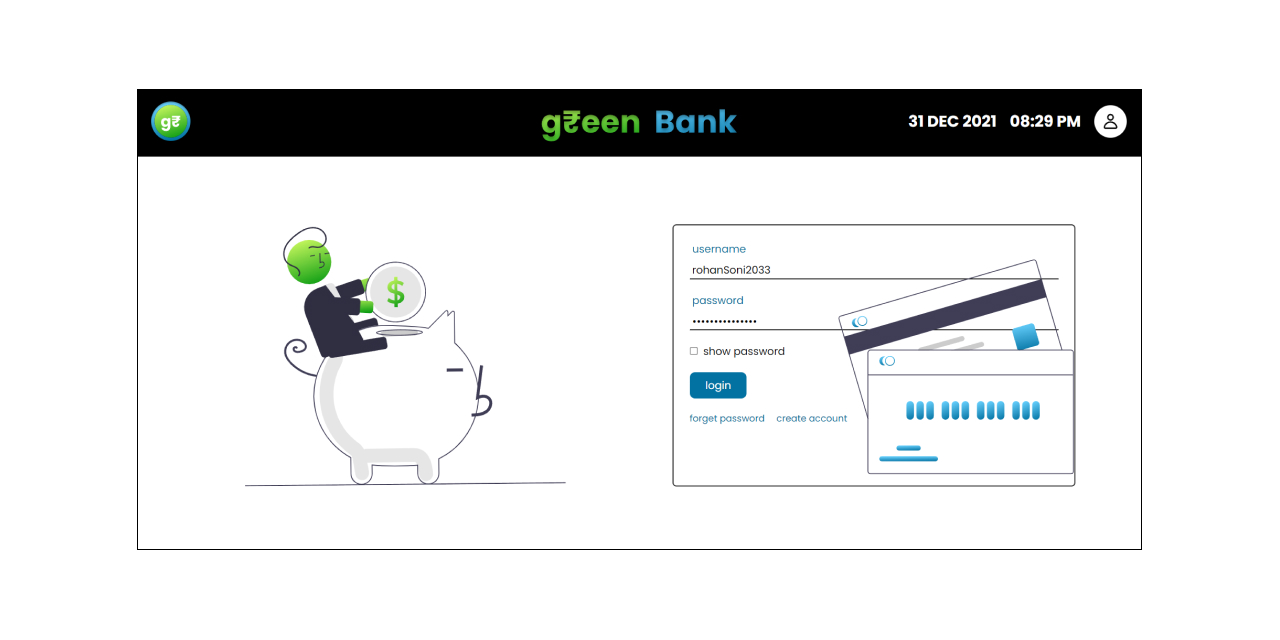 g₹
g₹een Bank
31 DEC 2021 08:29 PM
$
username
rohanSoni2033
password
•••••••••••••••
show password
login
forget password create account